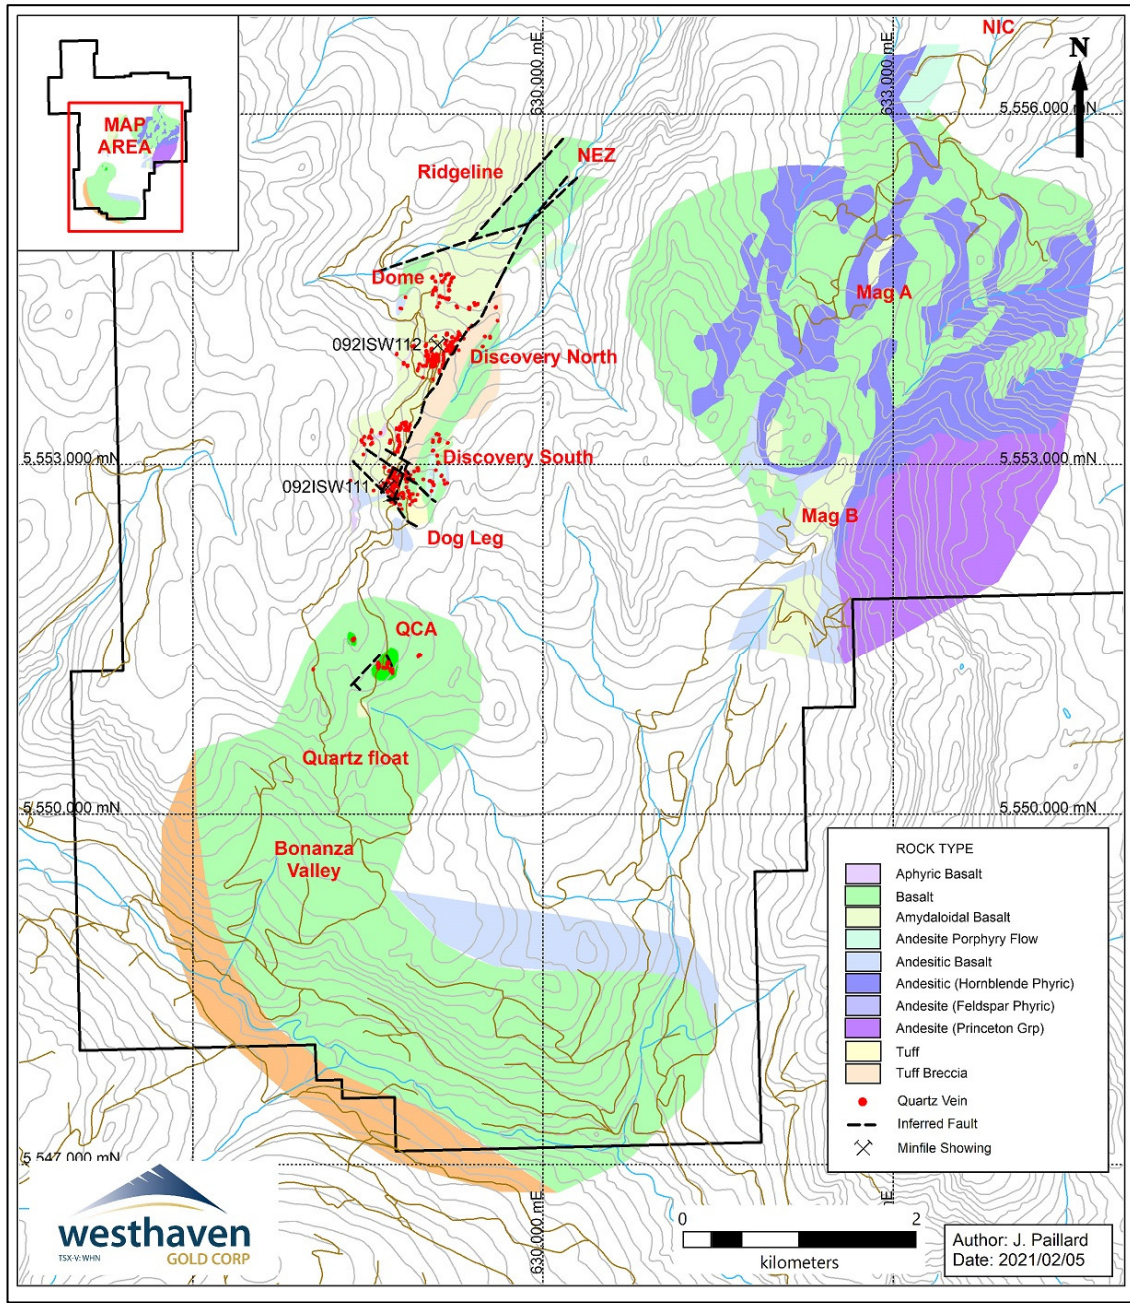 NIC
N
630.000 mE
633.000 mE
5,556.000 mN
MAP
AREA
Ridgeline
NEZ
Dome
Mag A
092ISW112
Discovery North
5,553.000 mN
Discovery South
5,553.000 mN
092ISW111
Mag B
Dog Leg
QCA
Quartz float
5,550.000 mN
5,550.000 mN
Bonanza
Valley
ROCK TYPE
Aphyric Basalt
Basalt
Amydaloidal Basalt
Andesite Porphyry Flow
Andesitic Basalt
Andesitic (Hornblende Phyric)
Andesite (Feldspar Phyric)
Andesite (Princeton Grp)
Tuff
Tuff Breccia
Quartz Vein
Inferred Fault
Minfile Showing
5,547.000 mN
westhaven
TSX-V: WHN
GOLD CORP
630.000 mE
0 2
kilometers
Author: J. Paillard
Date: 2021/02/05